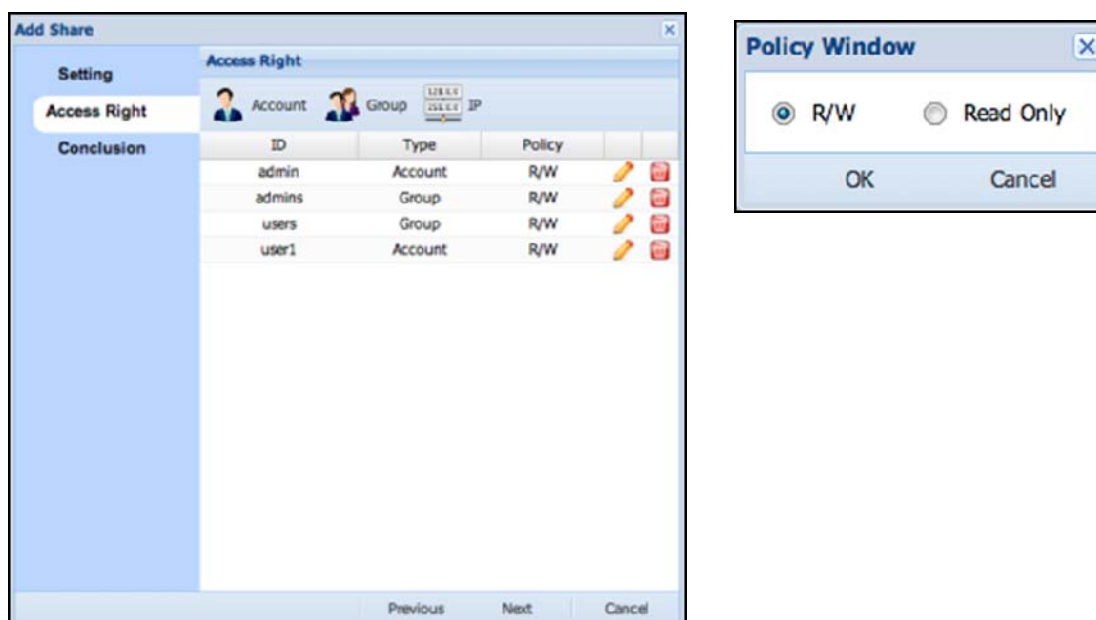 Add Share
Setting
Access Right
Conclusion
Access Right
Account Group IP
ID Type Policy
admin Account R/W
admins Group R/W
users Group R/W
user1 Account R/W
Previous Next Cancel
Policy Window
R/W Read Only
OK Cancel